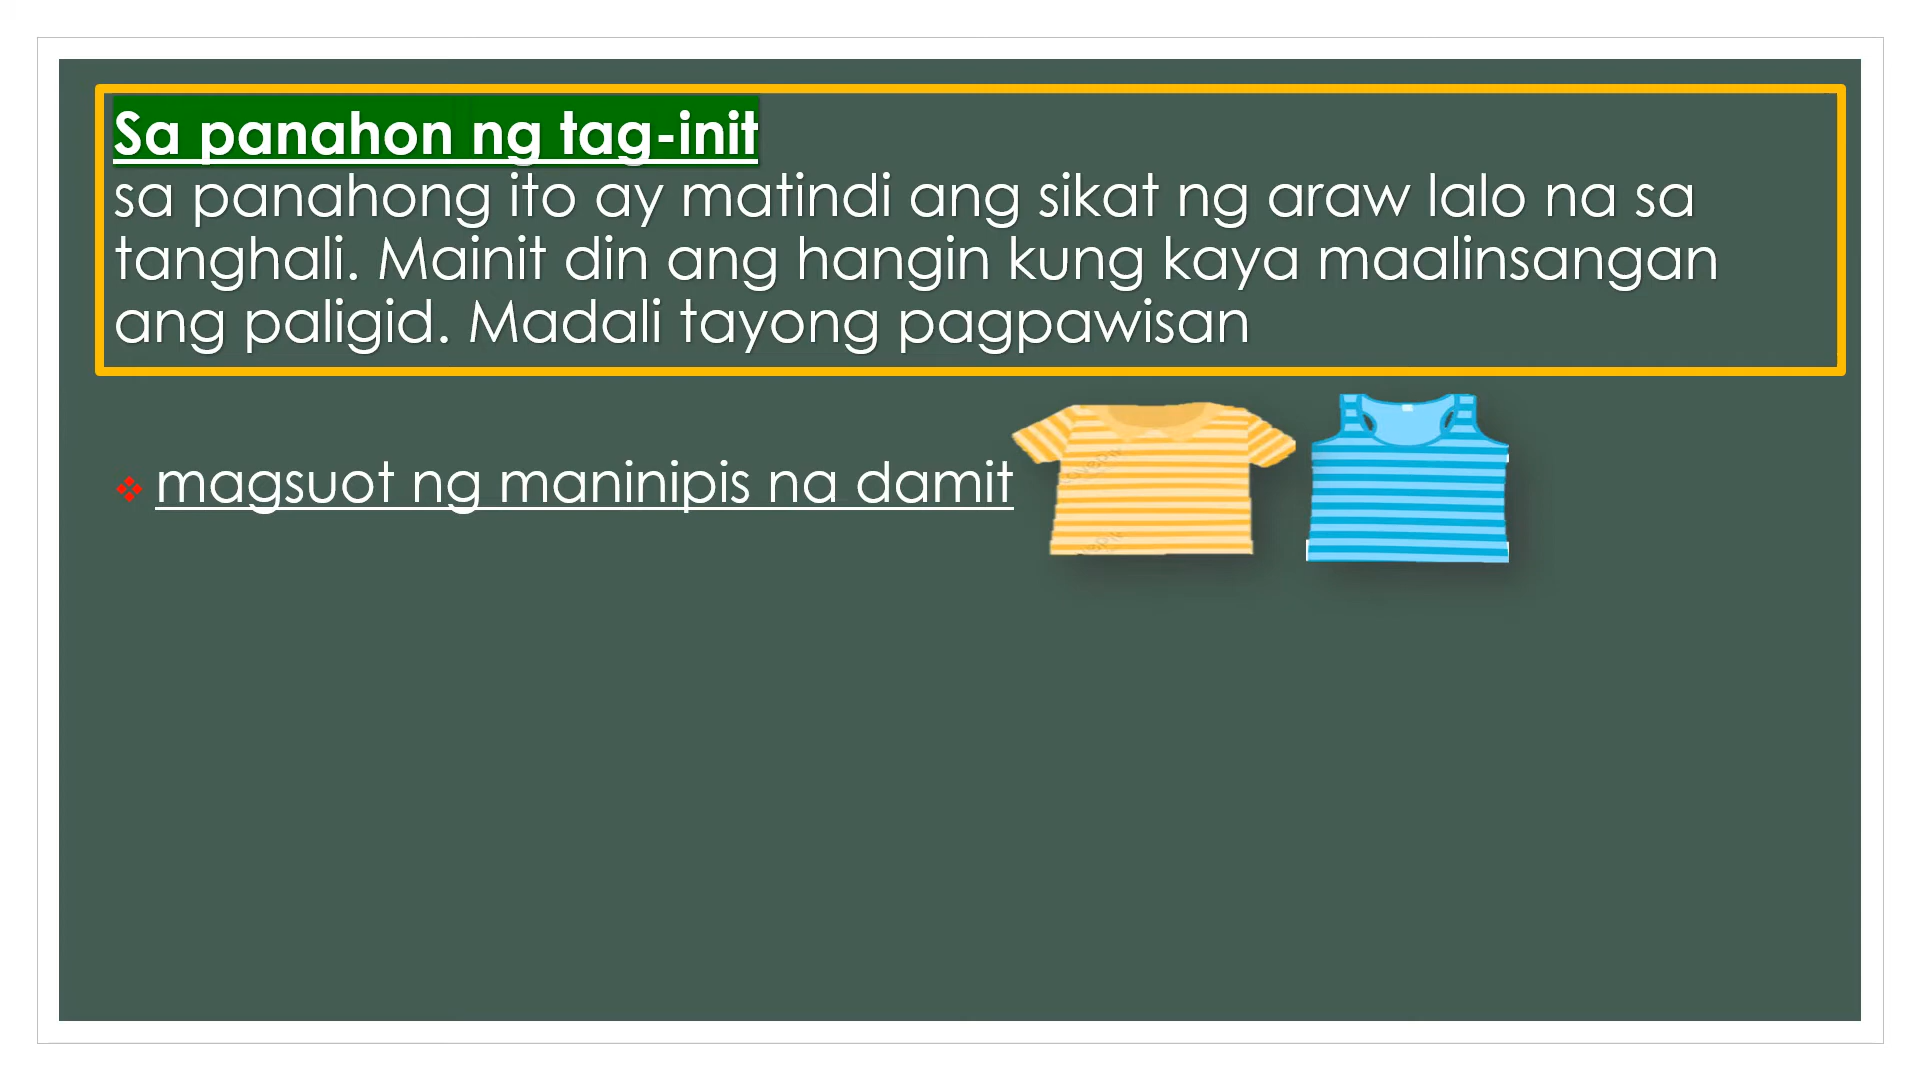 Sa panahon ng tag-init
sa panahong ito ay matindi ang sikat ng araw lalo na sa
tanghali. Mainit din ang hangin kung kaya maalinsangan
ang paligid. Madali tayong pagpawisan
magsuot ng maninipis na damit